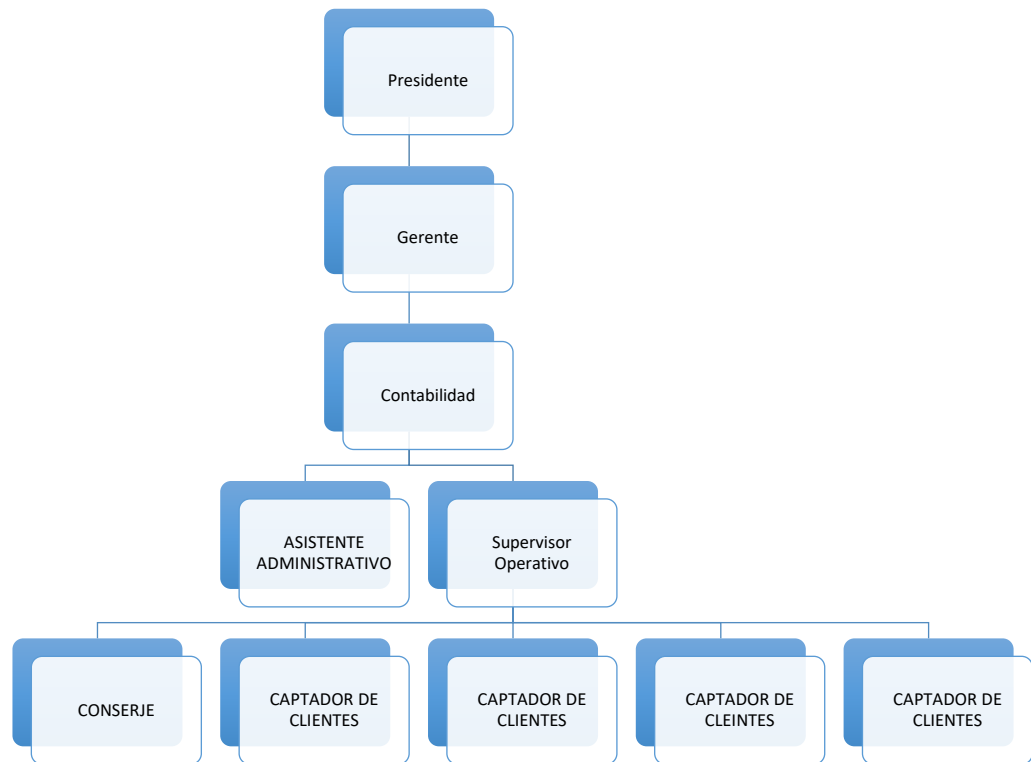 Presidente
Gerente
Contabilidad
ASISTENTE
ADMINISTRATIVO
Supervisor
Operativo
CONSERJE
CAPTADOR DE
CLIENTES
CAPTADOR DE
CLIENTES
CAPTADOR DE
CLEINTES
CAPTADOR DE
CLIENTES